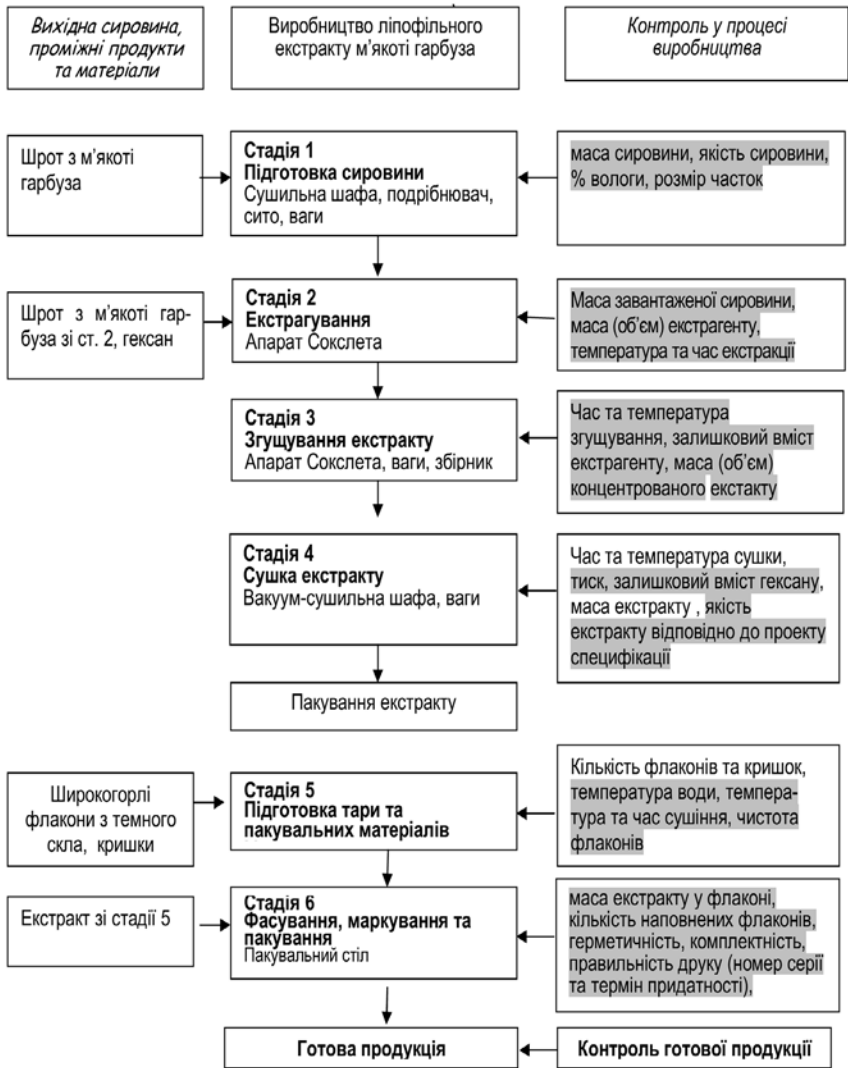 Вихідна сировина,
проміжні продукти
та матеріали
Виробництво ліпофільного
екстракту м'якоті гарбуза
Контроль у процесі
виробництва
Шрот з м'якоті
гарбуза
Стадія 1
Підготовка сировини
Сушильна шафа, подрібнювач,
сито, ваги
маса сировини, якість сировини,
% вологи, розмір часток
Шрот з м'якоті гар-
буза зі ст. 2, гексан
Стадія 2
Екстрагування
Апарат Сокслета
Маса завантаженої сировини,
маса (об'єм) екстрагенту,
температура та час екстракції
Стадія 3
Згущування екстракту
Апарат Сокслета, ваги, збірник
Час та температура
згущування, залишковий вміст
екстрагенту, маса (об'єм)
концентрованого екстакту
Стадія 4
Сушка екстракту
Вакуум-сушильна шафа, ваги
Час та температура сушки,
тиск, залишковий вміст гексану,
маса екстракту , якість
екстракту відповідно до проекту
специфікації
Пакування екстракту
Широкогорлі
флакони з темного
скла, кришки
Стадія 5
Підготовка тари та
пакувальних матеріалів
Кількість флаконів та кришок,
температура води, темпера-
тура та час сушіння, чистота
флаконів
Екстракт зі стадії 5
Стадія 6
Фасування, маркування та
пакування
Пакувальний стіл
маса екстракту у флаконі,
кількість наповнених флаконів,
герметичність, комплектність,
правильність друку (номер серії
та термін придатності),
Готова продукція
Контроль готової продукції